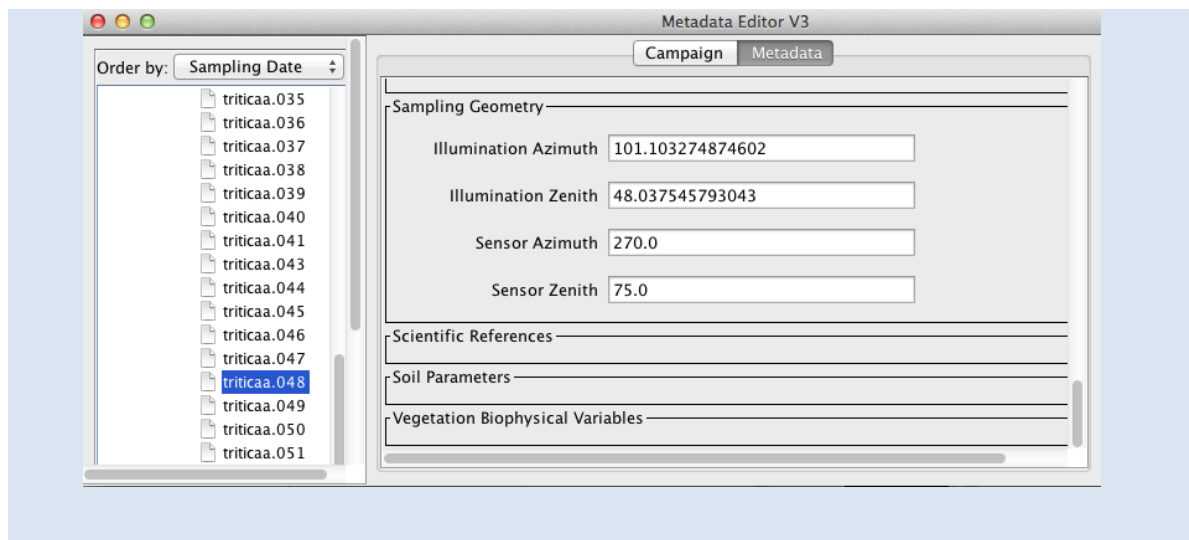 Metadata Editor V3
Order by: Sampling Date
triticaa.035
triticaa.036
triticaa.037
triticaa.038
triticaa.039
triticaa.040
triticaa.041
triticaa.043
triticaa.044
triticaa.045
triticaa.046
triticaa.047
triticaa.048
triticaa.049
triticaa.050
triticaa.051
Campaign Metadata
Sampling Geometry
Illumination Azimuth 101.103274874602
Illumination Zenith 48.037545793043
Sensor Azimuth 270.0
Sensor Zenith 75.0
Scientific References
Soil Parameters
Vegetation Biophysical Variables